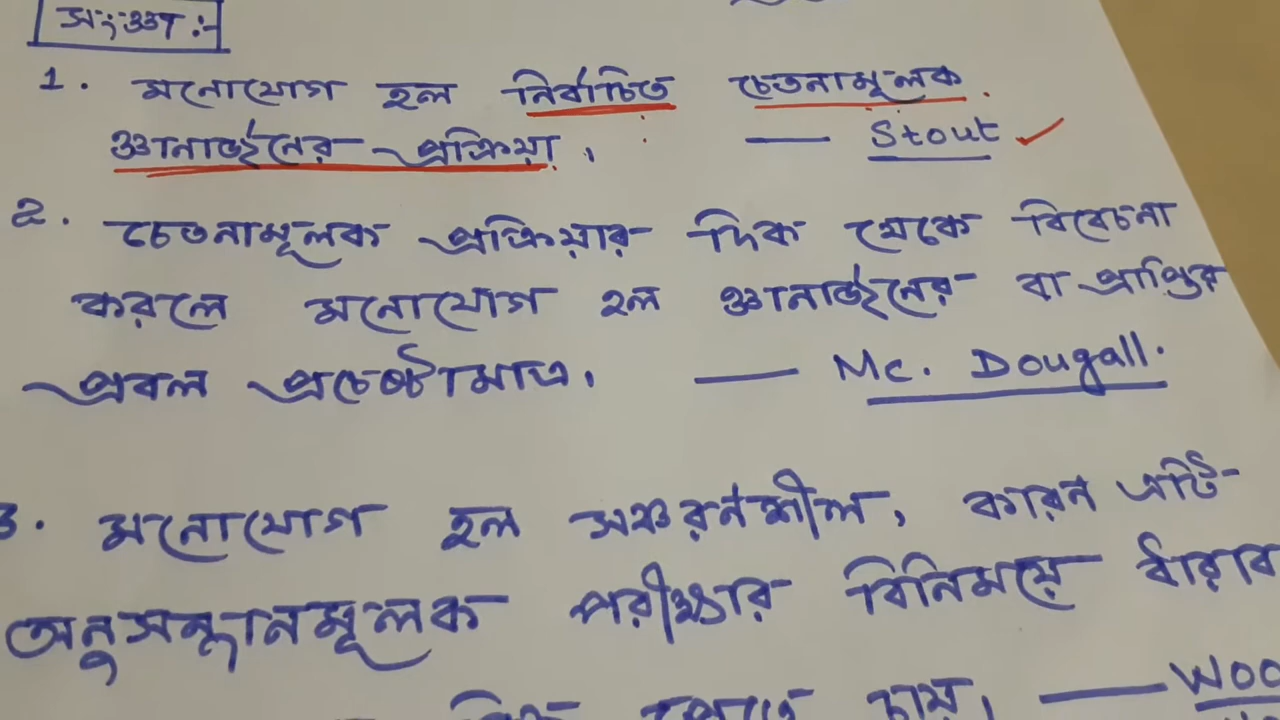 সংজ্ঞা :-
1. মনোযোগ হল নির্বাচিত চেতনামূলক
জ্ঞানার্জনের প্রক্রিয়া। — Stout ✓
2. চেতনামূলক প্রক্রিয়ার দিক থেকে বিবেচনা
করলে মনোযোগ হল জ্ঞানার্জনের বা প্রাপ্তির
প্রবল প্রচেষ্টামাত্র। — Mc. Dougall.
3. মনোযোগ হল সঞ্চরনশীল, কারন এটি
অনুসন্ধানমূলক পরীক্ষার বিনিময়ে
পেতে চায়। — Woo